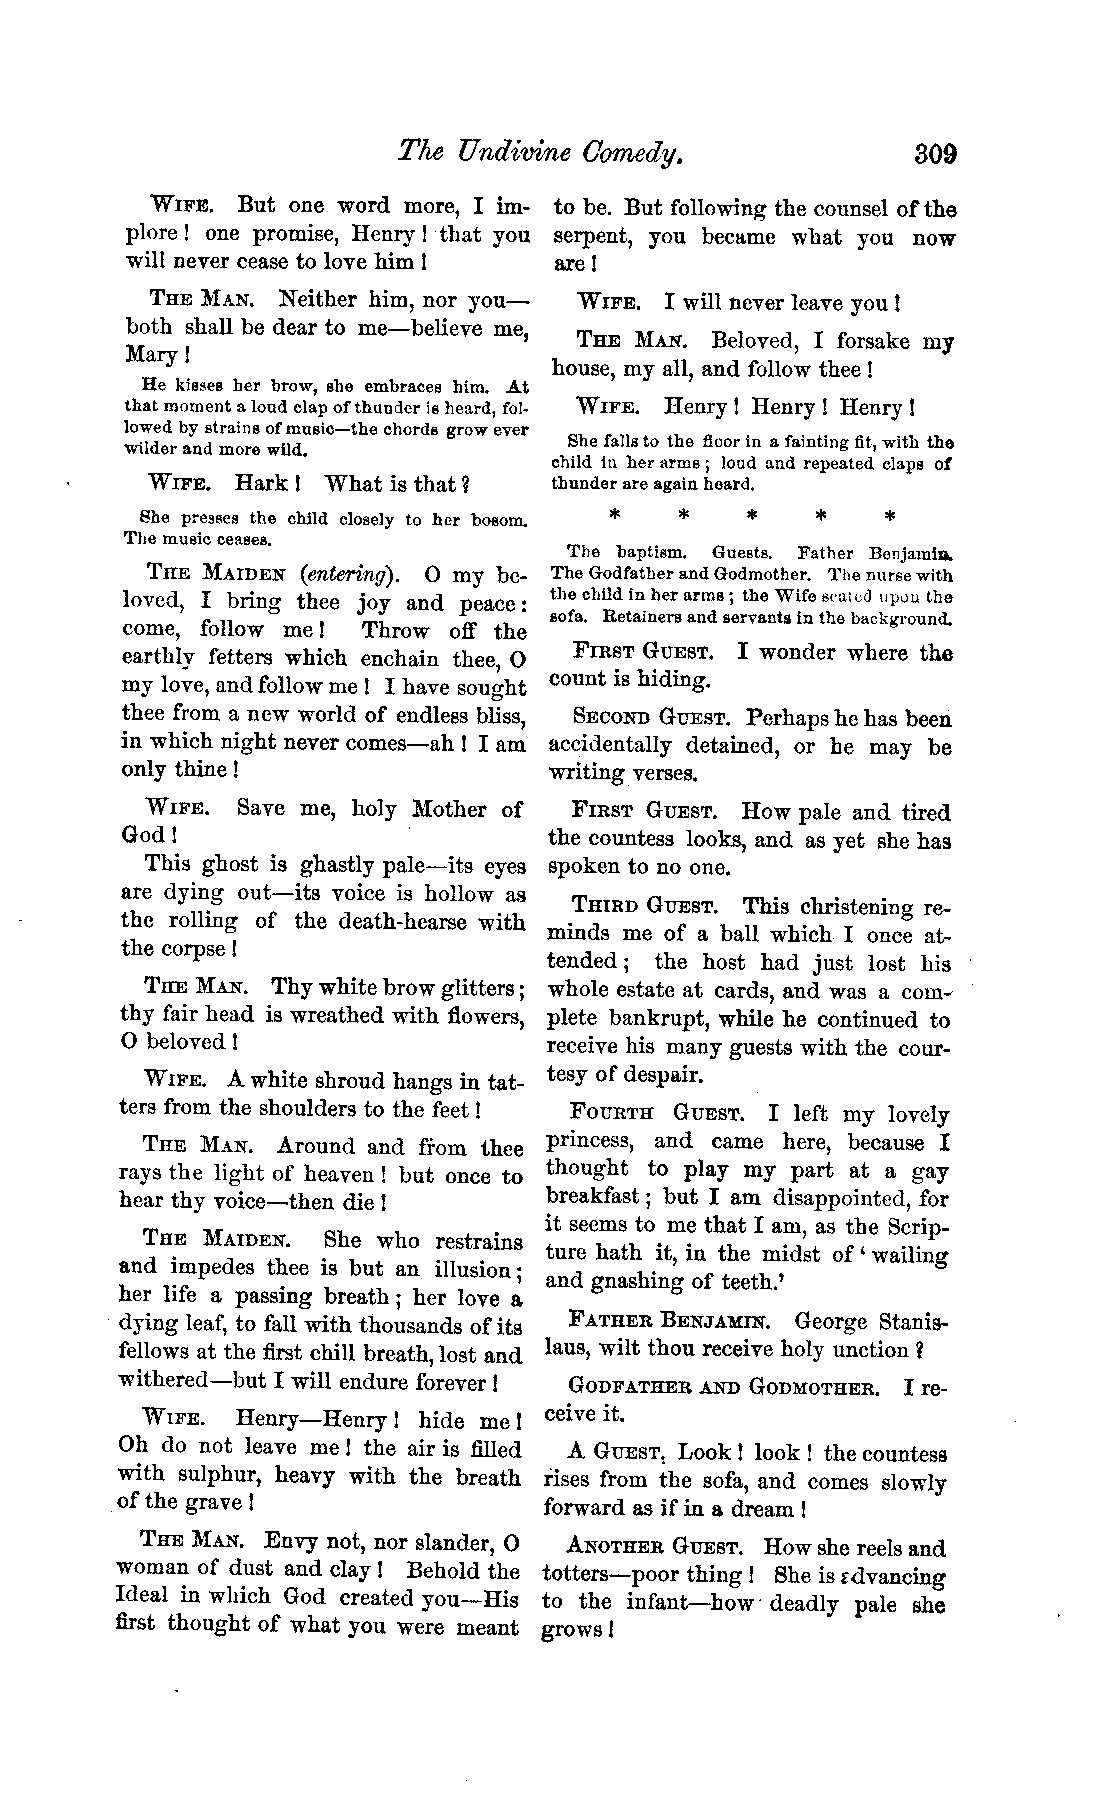 The Undivine Comedy. 309
WIFE. But one word more, I im-
plore! one promise, Henry! that you
will never cease to love him!
THE MAN. Neither him, nor you—
both shall be dear to me—believe me,
Mary!
He kisses her brow, she embraces him. At
that moment a loud clap of thunder is heard, fol-
lowed by strains of music—the chords grow ever
wilder and more wild.
WIFE. Hark! What is that?
She presses the child closely to her bosom.
The music ceases.
THE MAIDEN (entering). O my be-
loved, I bring thee joy and peace:
come, follow me! Throw off the
earthly fetters which enchain thee, O
my love, and follow me! I have sought
thee from a new world of endless bliss,
in which night never comes—ah! I am
only thine!
WIFE. Save me, holy Mother of
God!
This ghost is ghastly pale—its eyes
are dying out—its voice is hollow as
the rolling of the death-hearse with
the corpse!
THE MAN. Thy white brow glitters;
thy fair head is wreathed with flowers,
O beloved!
WIFE. A white shroud hangs in tat-
ters from the shoulders to the feet!
THE MAN. Around and from thee
rays the light of heaven! but once to
hear thy voice—then die!
THE MAIDEN. She who restrains
and impedes thee is but an illusion;
her life a passing breath; her love a
dying leaf, to fall with thousands of its
fellows at the first chill breath, lost and
withered—but I will endure forever!
WIFE. Henry—Henry! hide me!
Oh do not leave me! the air is filled
with sulphur, heavy with the breath
of the grave!
THE MAN. Envy not, nor slander, O
woman of dust and clay! Behold the
Ideal in which God created you—His
first thought of what you were meant
to be. But following the counsel of the
serpent, you became what you now
are!
WIFE. I will never leave you!
THE MAN. Beloved, I forsake my
house, my all, and follow thee!
WIFE. Henry! Henry! Henry!
She falls to the floor in a fainting fit, with the
child in her arms; loud and repeated claps of
thunder are again heard.
* * * * *
The baptism. Guests. Father Benjamin.
The Godfather and Godmother. The nurse with
the child in her arms; the Wife seated upon the
sofa. Retainers and servants in the background.
FIRST GUEST. I wonder where the
count is hiding.
SECOND GUEST. Perhaps he has been
accidentally detained, or he may be
writing verses.
FIRST GUEST. How pale and tired
the countess looks, and as yet she has
spoken to no one.
THIRD GUEST. This christening re-
minds me of a ball which I once at-
tended; the host had just lost his
whole estate at cards, and was a com-
plete bankrupt, while he continued to
receive his many guests with the cour-
tesy of despair.
FOURTH GUEST. I left my lovely
princess, and came here, because I
thought to play my part at a gay
breakfast; but I am disappointed, for
it seems to me that I am, as the Scrip-
ture hath it, in the midst of ‘wailing
and gnashing of teeth.’
FATHER BENJAMIN. George Stanis-
laus, wilt thou receive holy unction?
GODFATHER AND GODMOTHER. I re-
ceive it.
A GUEST. Look! look! the countess
rises from the sofa, and comes slowly
forward as if in a dream!
ANOTHER GUEST. How she reels and
totters—poor thing! She is advancing
to the infant—how deadly pale she
grows!